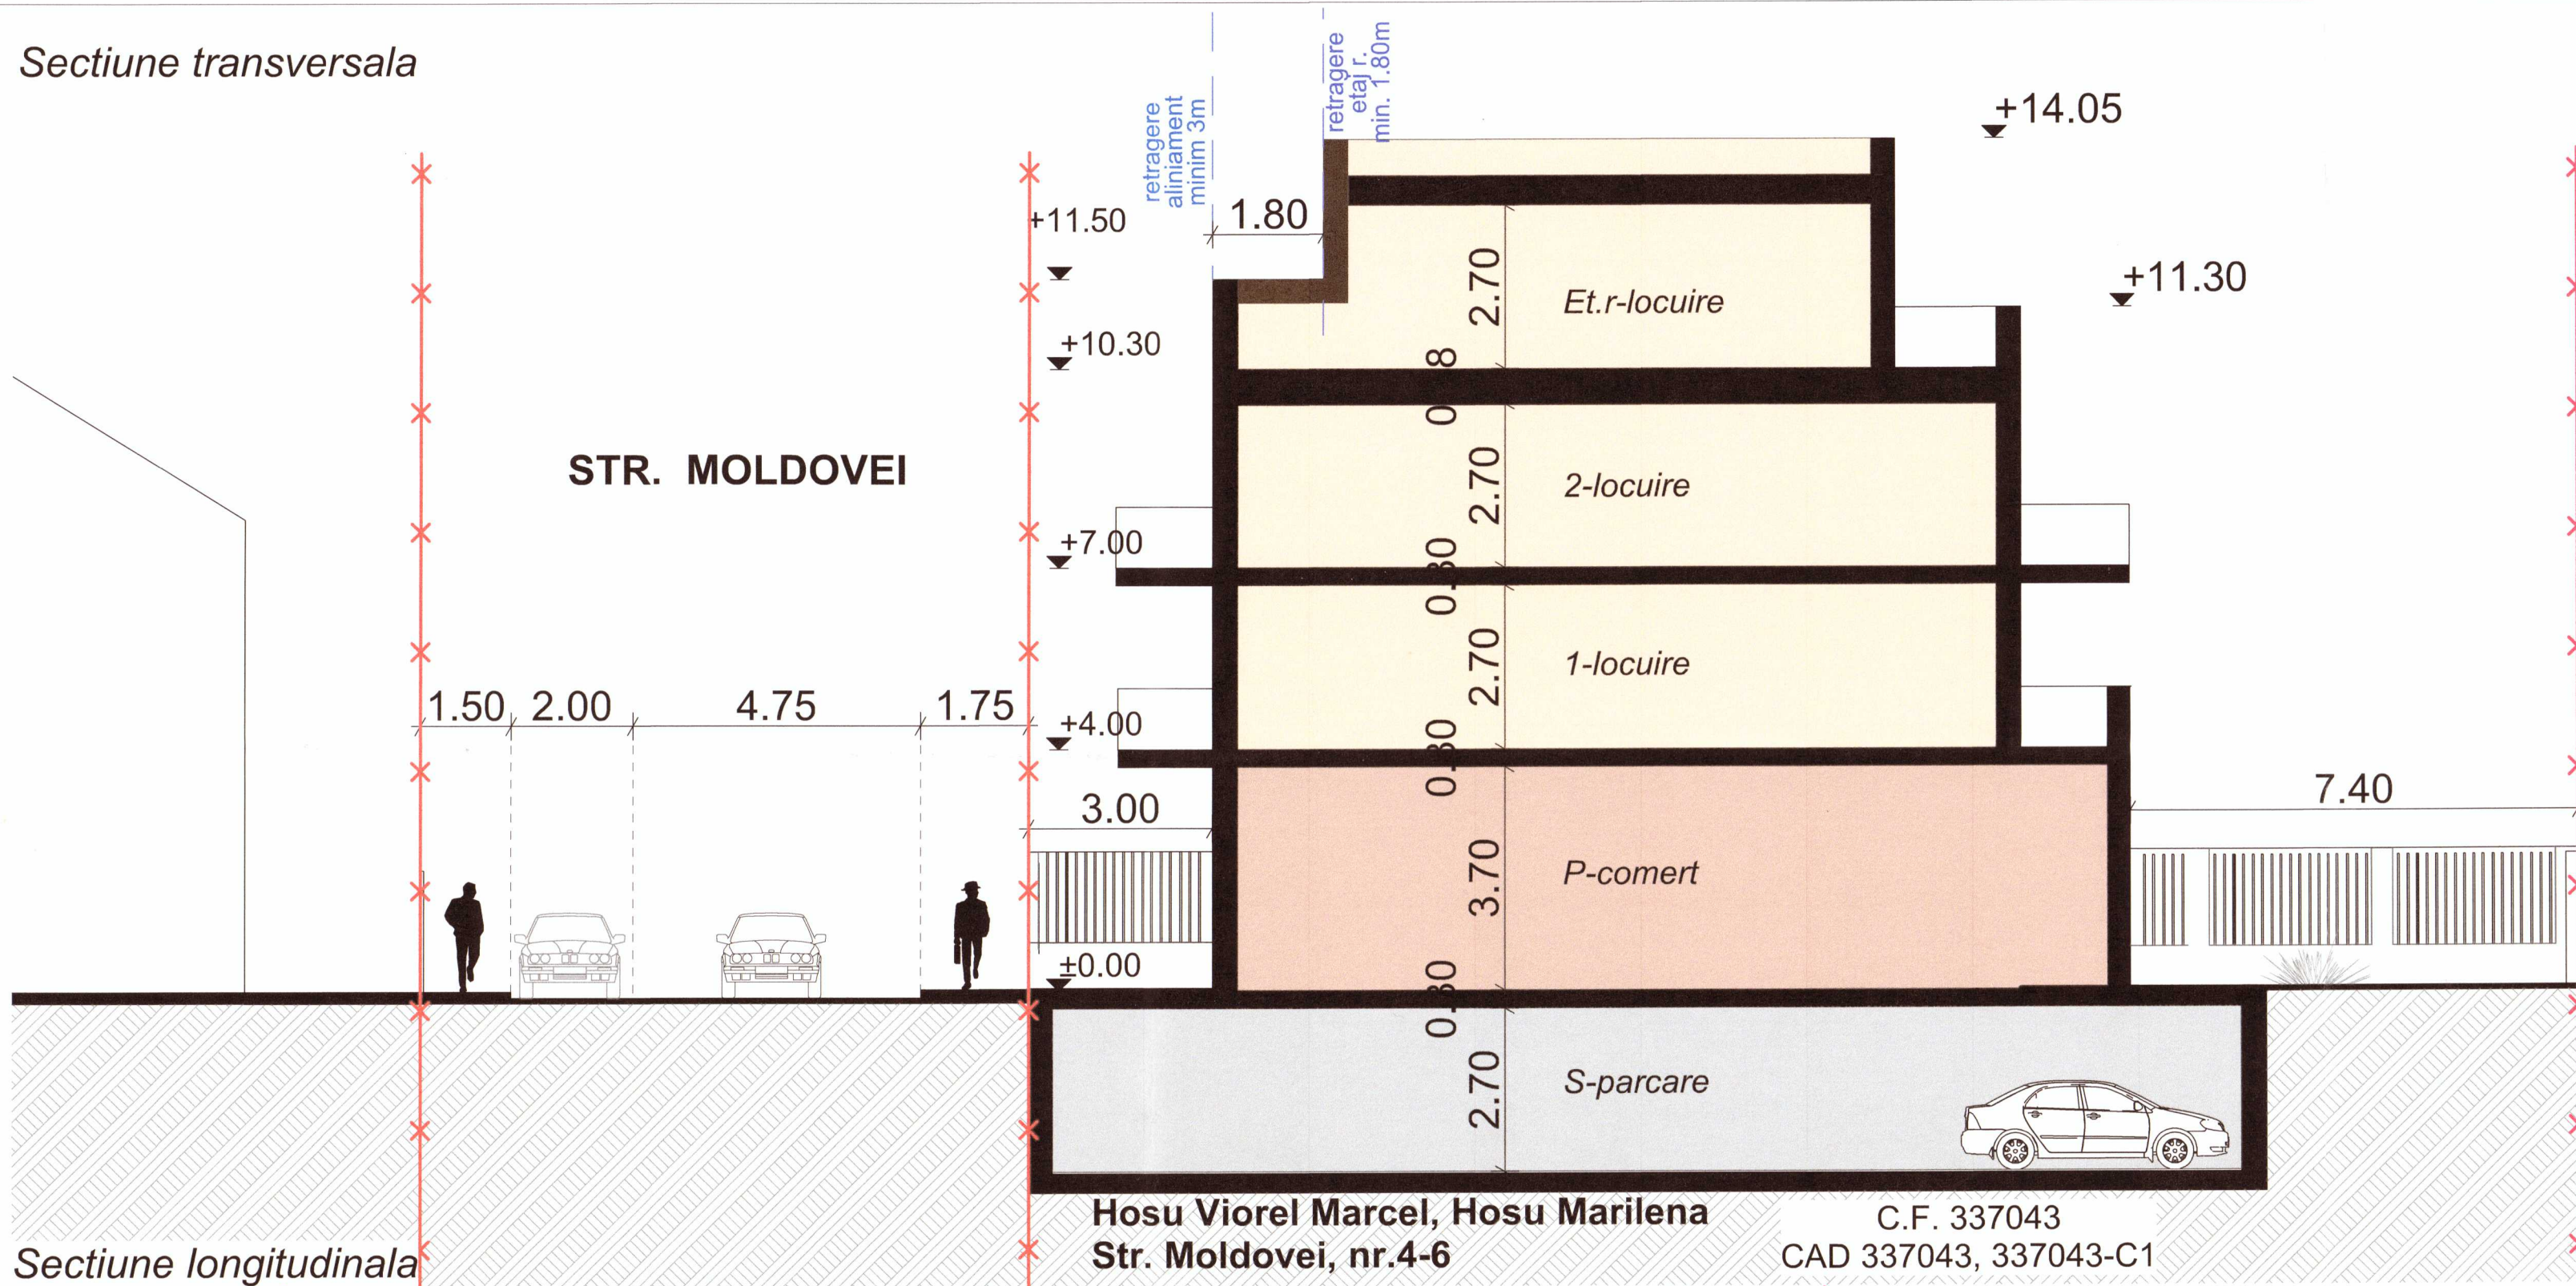 Sectiune transversala
retragere
aliniament
minim 3m
retragere
etaj r.
min. 1.80m
+14.05
+11.50
1.80
+11.30
2.70
Et.r-locuire
+10.30
STR. MOLDOVEI
2.70
2-locuire
+7.00
0.30
2.70
1-locuire
1.50
2.00
4.75
1.75
+4.00
0.30
3.00
7.40
3.70
P-comert
±0.00
0.30
2.70
S-parcare
Hosu Viorel Marcel, Hosu Marilena
Str. Moldovei, nr.4-6
C.F. 337043
CAD 337043, 337043-C1
Sectiune longitudinala